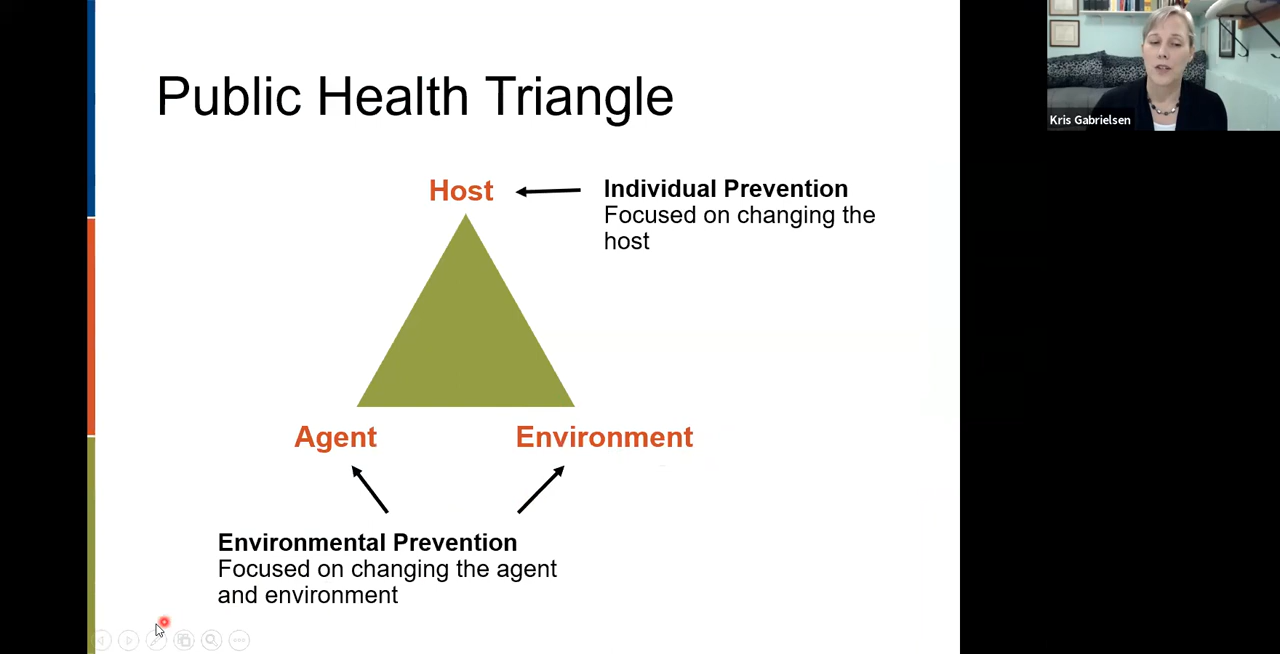 Public Health Triangle
Host
Individual Prevention
Focused on changing the
host
Agent
Environment
Environmental Prevention
Focused on changing the agent
and environment
Kris Gabrielsen